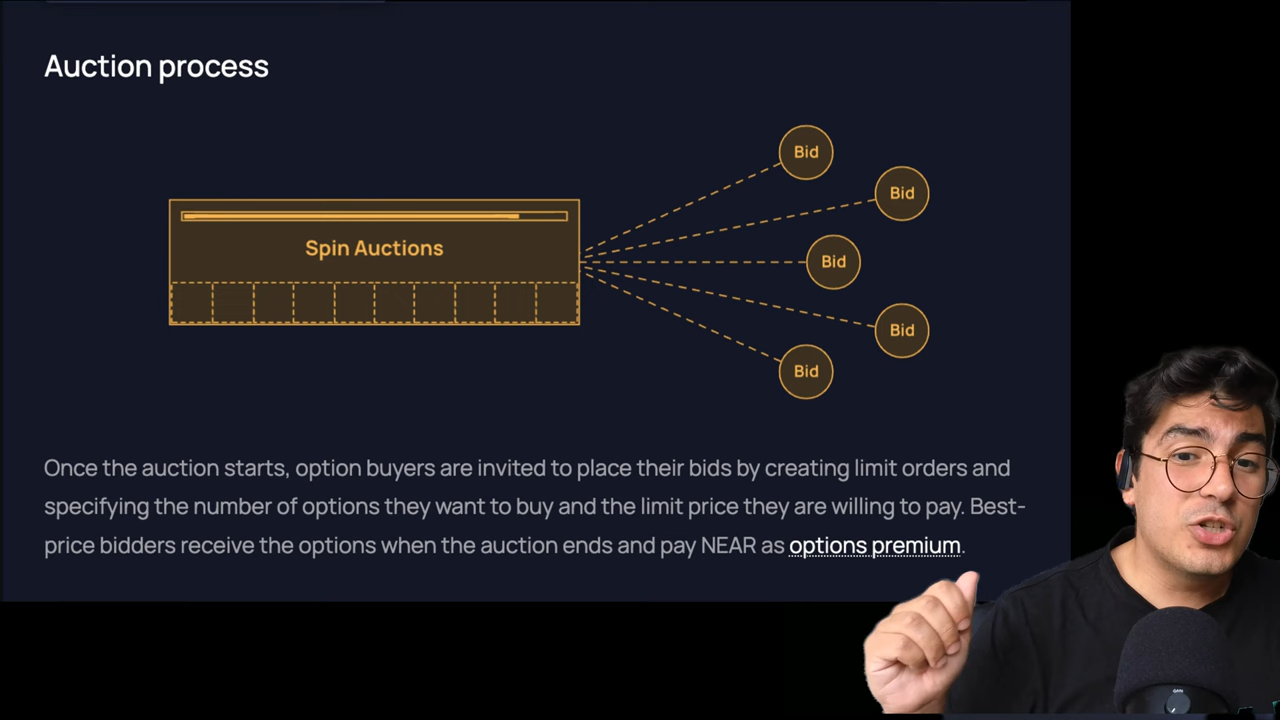 Auction process
Bid
Bid
Spin Auctions
Bid
Bid
Bid
Once the auction starts, option buyers are invited to place their bids by creating limit orders and
specifying the number of options they want to buy and the limit price they are willing to pay. Best-
price bidders receive the options when the auction ends and pay NEAR as options premium.
GAIN